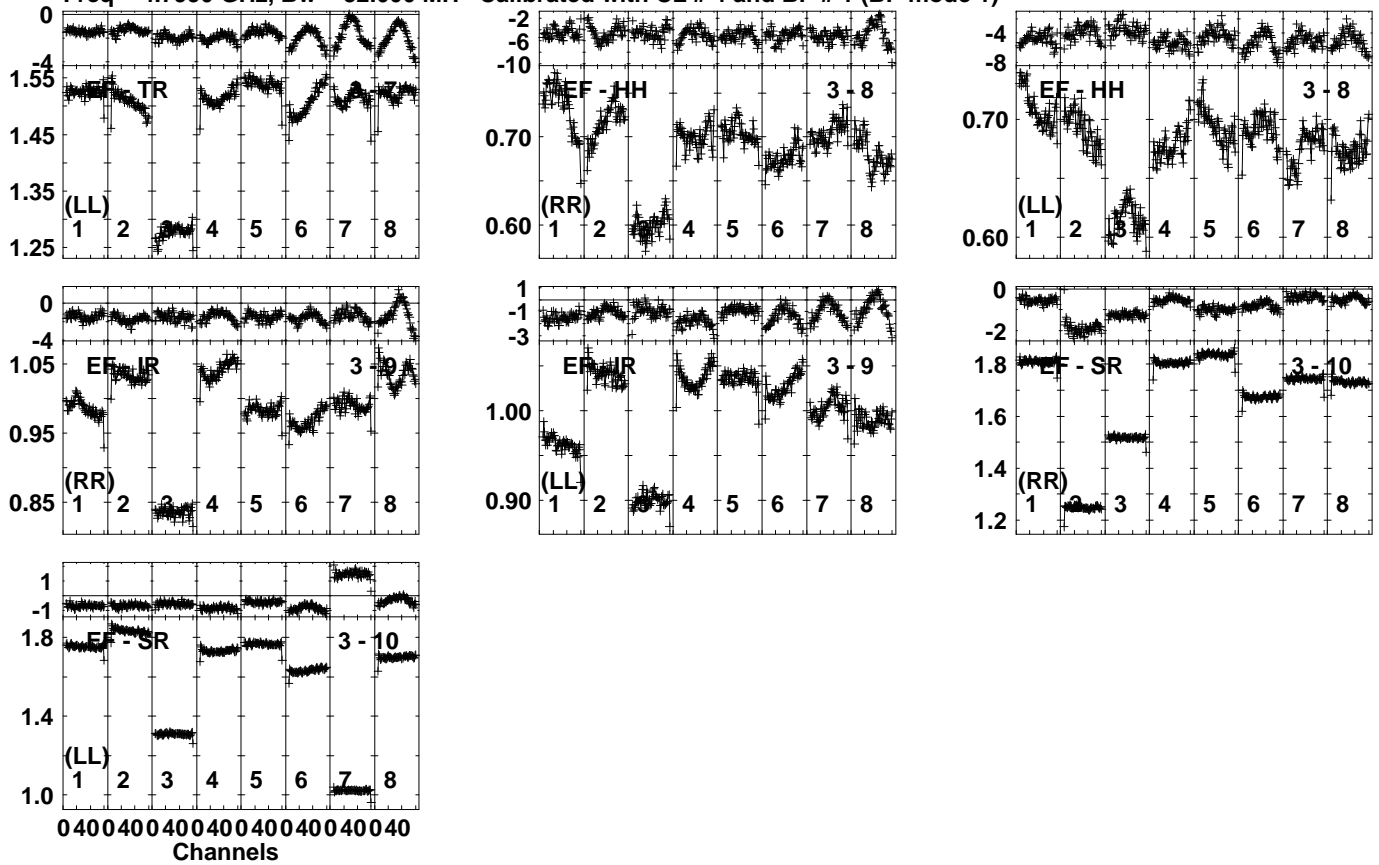 0
-4
1.55
1.45
1.35
1.25
EF - TR
3 - 7
(LL)
1 2 3 4 5 6 7 8
-2
-6
-10
0.70
0.60
EF - HH
3 - 8
(RR)
1 2 3 4 5 6 7 8
-4
-8
0.70
0.60
EF - HH
3 - 8
(LL)
1 2 3 4 5 6 7 8
0
-4
1.05
0.95
0.85
EF - IR
3 - 9
(RR)
1 2 3 4 5 6 7 8
1
-1
-3
1.00
0.90
EF - IR
3 - 9
(LL)
1 2 3 4 5 6 7 8
0
-2
1.8
1.6
1.4
1.2
EF - SR
3 - 10
(RR)
1 2 3 4 5 6 7 8
1
-1
1.8
1.4
1.0
EF - SR
3 - 10
(LL)
1 2 3 4 5 6 7 8
0 40 0 40 0 40 0 40 0 40 0 40 0 40 0 40
Channels